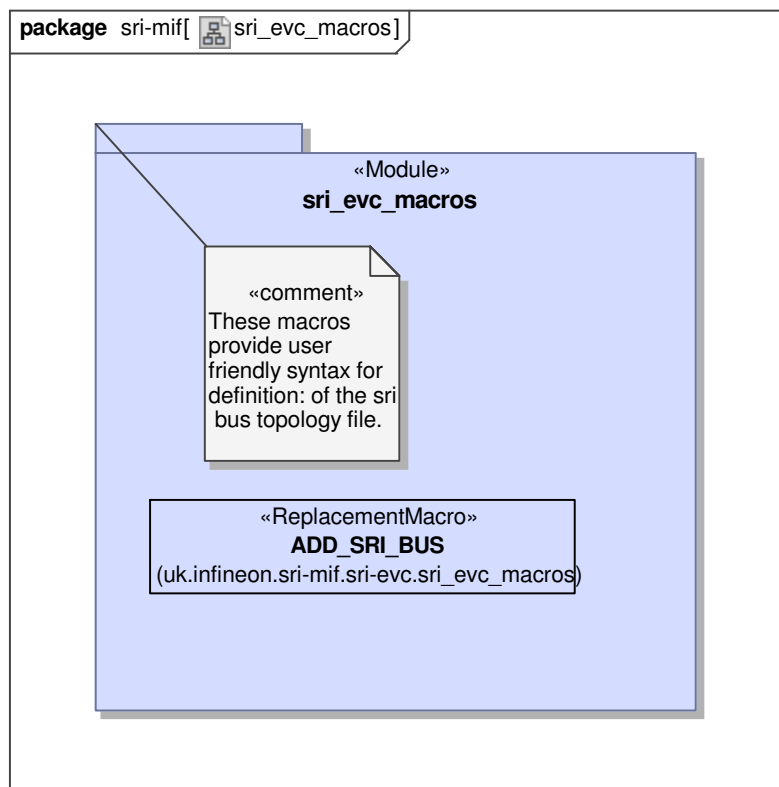 package sri-mif[ sri_evc_macros]
«Module»
sri_evc_macros
«comment»
These macros
provide user
friendly syntax for
definition: of the sri
bus topology file.
«ReplacementMacro»
ADD_SRI_BUS
(uk.infineon.sri-mif.sri-evc.sri_evc_macros)